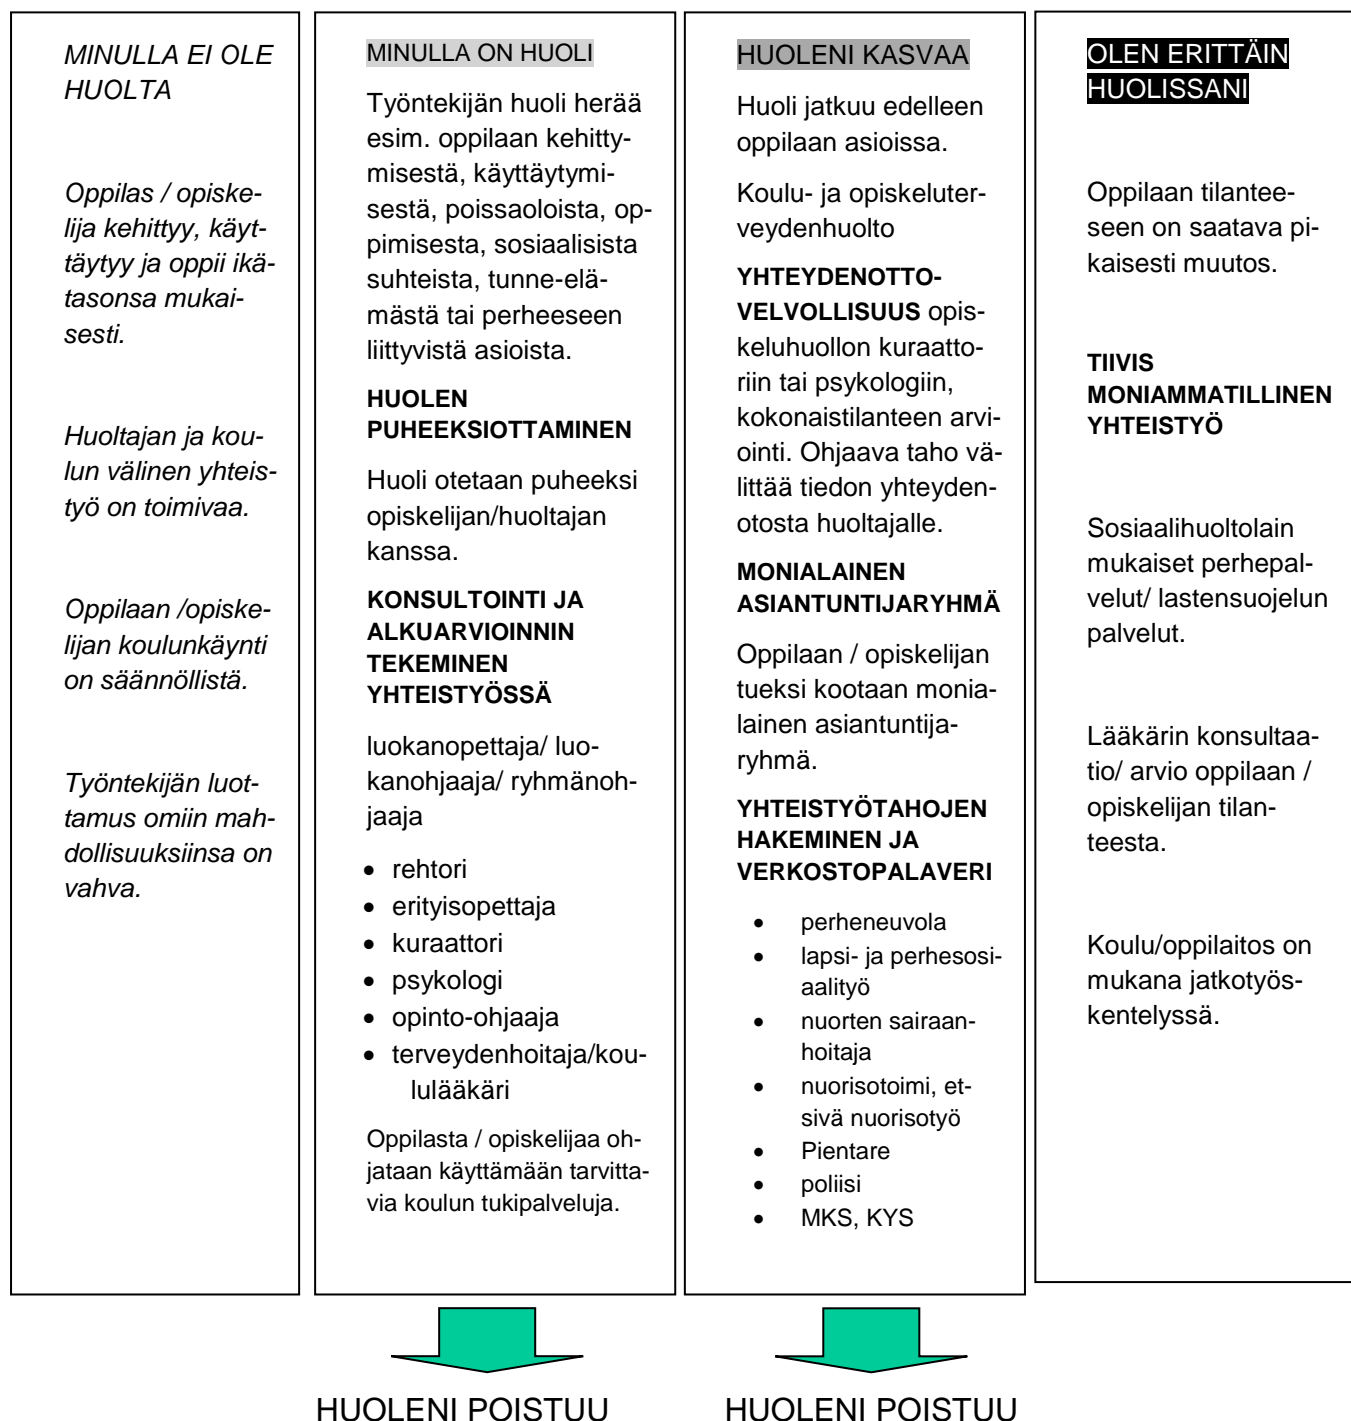 MINULLA EI OLE
HUOLTA
Oppilas / opiske-
lija kehittyy, käyt-
täytyy ja oppii ikä-
tasonsa mukai-
sesti.
Huoltajan ja kou-
lun välinen yhteis-
työ on toimivaa.
Oppilaan /opiske-
lijan koulunkäynti
on säännöllistä.
Työntekijän luot-
tamus omiin mah-
dollisuuksiinsa on
vahva.
MINULLA ON HUOLI
Työntekijän huoli herää
esim. oppilaan kehitty-
misestä, käyttäytymi-
sestä, poissaoloista, op-
pimisesta, sosiaalisista
suhteista, tunne-elä-
mästä tai perheeseen
liittyvistä asioista.
HUOLEN
PUHEEKSIOTTAMINEN
Huoli otetaan puheeksi
opiskelijan/huoltajan
kanssa.
KONSULTOINTI JA
ALKUARVIOINNIN
TEKEMINEN
YHTEISTYÖSSÄ
luokanopettaja/ luo-
kanohjaaja/ ryhmänoh-
jaaja
• rehtori
• erityisopettaja
• kuraattori
• psykologi
• opinto-ohjaaja
• terveydenhoitaja/kou-
lulääkäri
Oppilasta / opiskelijaa oh-
jataan käyttämään tarvitta-
via koulun tukipalveluja.
HUOLENI KASVAA
Huoli jatkuu edelleen
oppilaan asioissa.
Koulu- ja opiskeluter-
veydenhuolto
YHTEYDENOTTO-
VELVOLLISUUS opis-
keluhuollon kuraatto-
riin tai psykologiin,
kokonaistilanteen arvi-
ointi. Ohjaava taho vä-
littää tiedon yhteyden-
otosta huoltajalle.
MONIALAINEN
ASIANTUNTIJARYHMÄ
Oppilaan / opiskelijan
tueksi kootaan monia-
lainen asiantuntija-
ryhmä.
YHTEISTYÖTAHOJEN
HAKEMINEN JA
VERKOSTOPALAVERI
• perheneuvola
• lapsi- ja perhesosi-
aalityö
• nuorten sairaan-
hoitaja
• nuorisotoimi, et-
sivä nuorisotyö
• Pientare
• poliisi
• MKS, KYS
OLEN ERITTÄIN
HUOLISSANI
Oppilaan tilantee-
seen on saatava pi-
kaisesti muutos.
TIIVIS
MONIAMMATILLINEN
YHTEISTYÖ
Sosiaalihuoltolain
mukaiset perhepal-
velut/ lastensuojelun
palvelut.
Lääkärin konsultaa-
tio/ arvio oppilaan /
opiskelijan tilan-
teesta.
Koulu/oppilaitos on
mukana jatkotyös-
kentelyssä.
HUOLENI POISTUU
HUOLENI POISTUU